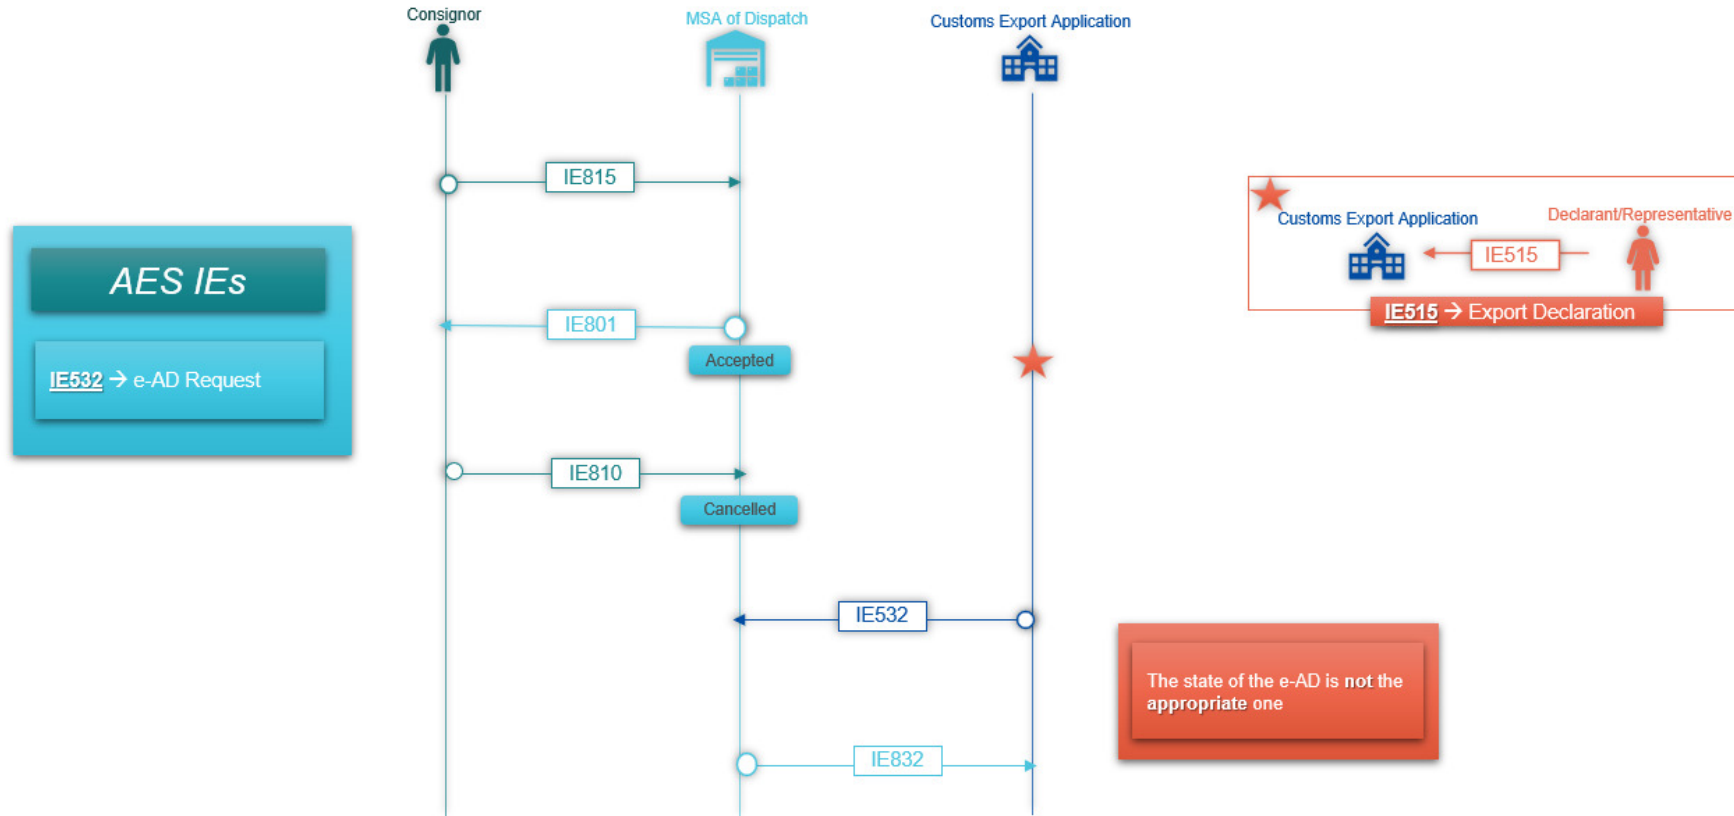 Consignor
MSA of Dispatch
Customs Export Application
IE815
AES IEs
IE532 → e-AD Request
Customs Export Application
Declarant/Representative
IE515
IE515 → Export Declaration
IE801
Accepted
IE810
Cancelled
IE532
The state of the e-AD is not the
appropriate one
IE832